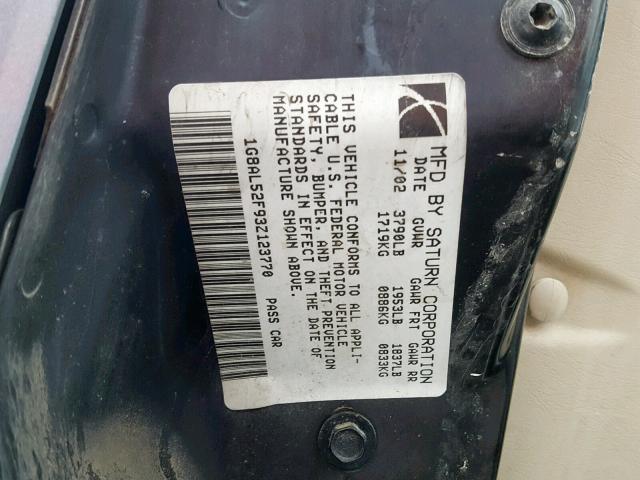 MFD BY SATURN CORPORATION
DATE GVWR GAWR FRT GAWR RR
11/02 3790LB 1953LB 1837LB
1719KG 0886KG 0833KG
THIS VEHICLE CONFORMS TO ALL APPLI-
CABLE U.S. FEDERAL MOTOR VEHICLE
SAFETY, BUMPER, AND THEFT PREVENTION
STANDARDS IN EFFECT ON THE DATE OF
MANUFACTURE SHOWN ABOVE.
1G8AL52F93Z123770 PASS CAR